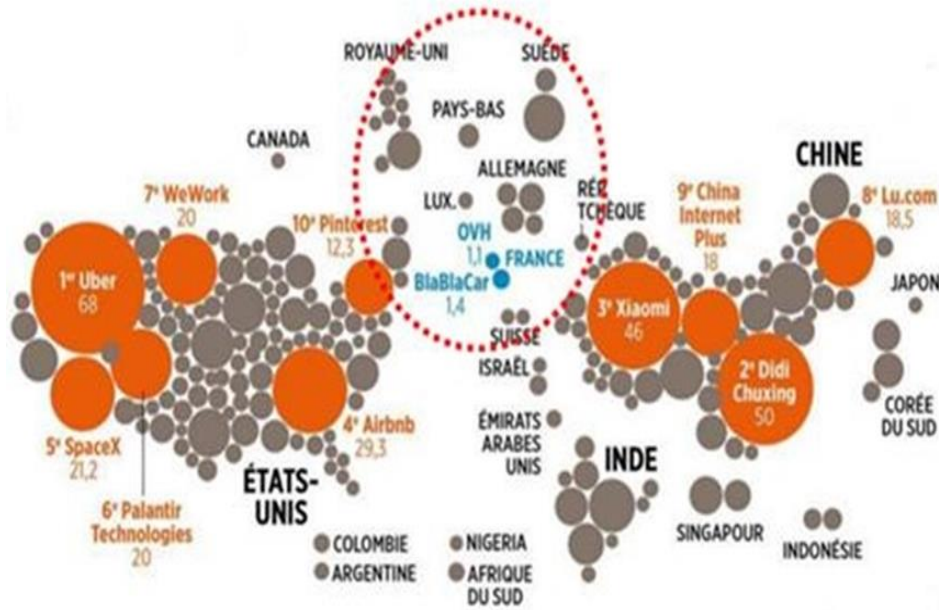 ROYAUME-UNI
SUÈDE
PAYS-BAS
CANADA
ALLEMAGNE
CHINE
7ᵉ WeWork
20
LUX.
RÉP.
TCHÈQUE
9ᵉ China
Internet
Plus
18
8ᵉ Lu.com
18,5
10ᵉ Pinterest
12,3
OVH
1,1
FRANCE
BlaBlaCar
1,4
1ᵉʳ Uber
68
3ᵉ Xiaomi
46
JAPON
SUISSE
ISRAËL
2ᵉ Didi
Chuxing
50
4ᵉ Airbnb
29,3
5ᵉ SpaceX
21,2
ÉMIRATS
ARABES
UNIS
CORÉE
DU SUD
INDE
ÉTATS-
UNIS
6ᵉ Palantir
Technologies
20
SINGAPOUR
INDONÉSIE
COLOMBIE
NIGERIA
ARGENTINE
AFRIQUE
DU SUD